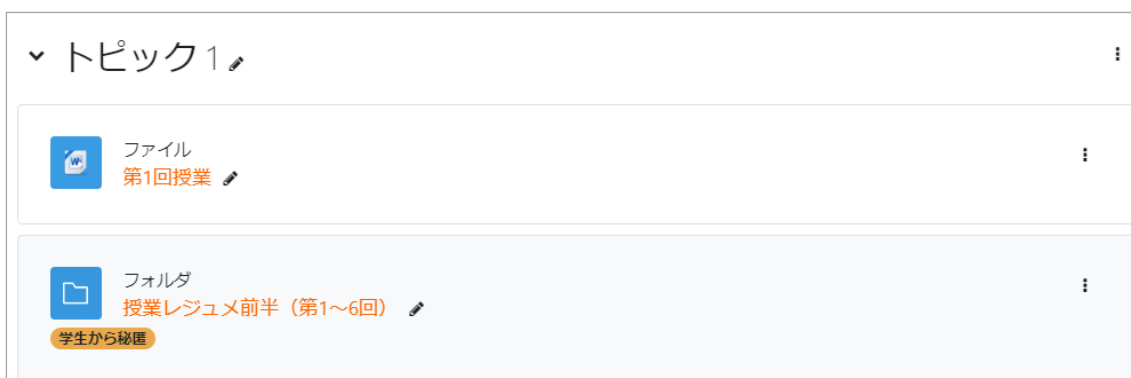 トピック1
ファイル
第1回授業
フォルダ
授業レジュメ前半（第1～6回）
学生から秘匿